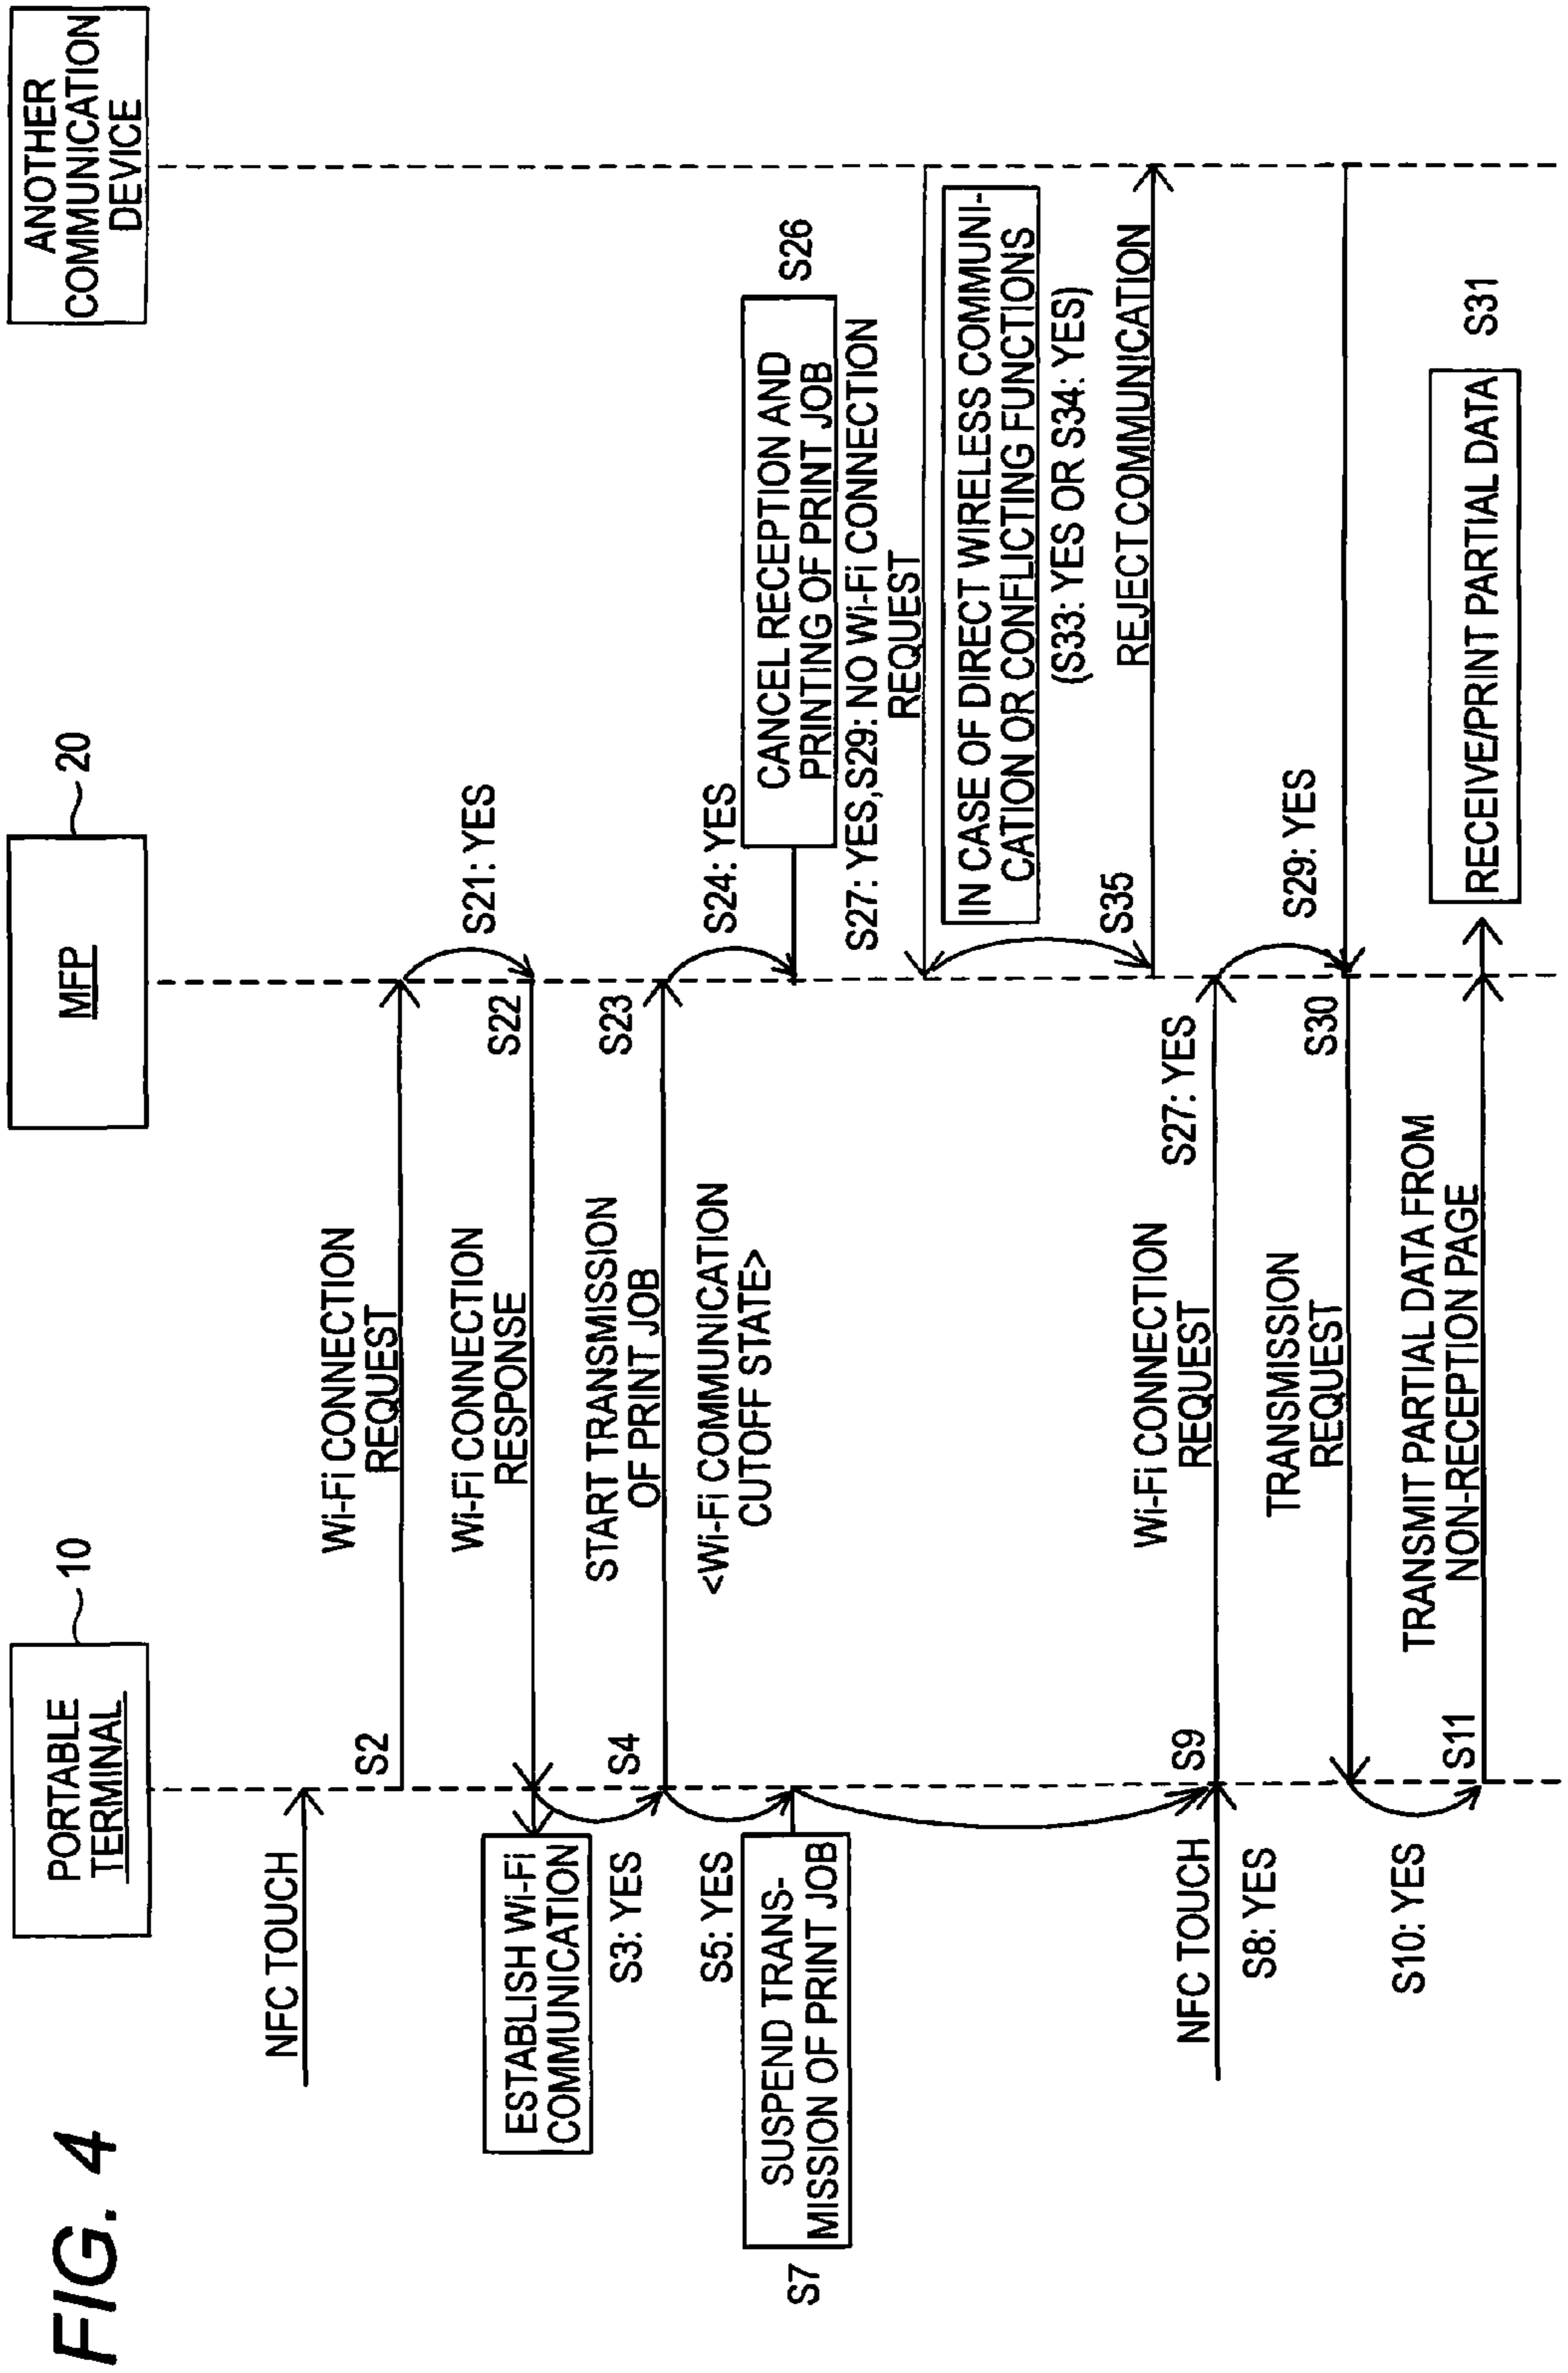 FIG. 4
PORTABLE
TERMINAL
10
MFP
20
ANOTHER
COMMUNICATION
DEVICE
NFC TOUCH
S2
Wi-Fi CONNECTION
REQUEST
S21: YES
Wi-Fi CONNECTION
RESPONSE
S22
ESTABLISH Wi-Fi
COMMUNICATION
S3: YES
S4
START TRANSMISSION
OF PRINT JOB
S23
S5: YES
<Wi-Fi COMMUNICATION
CUTOFF STATE>
S24: YES
S7
SUSPEND TRANS-
MISSION OF PRINT JOB
CANCEL RECEPTION AND
PRINTING OF PRINT JOB
S26
S27: YES,S29: NO Wi-Fi CONNECTION
REQUEST
IN CASE OF DIRECT WIRELESS COMMUNI-
CATION OR CONFLICTING FUNCTIONS
(S33: YES OR S34: YES)
S35
REJECT COMMUNICATION
NFC TOUCH
S8: YES
S9
Wi-Fi CONNECTION
REQUEST
S27: YES
S29: YES
TRANSMISSION
REQUEST
S30
S10: YES
S11
TRANSMIT PARTIAL DATA FROM
NON-RECEPTION PAGE
RECEIVE/PRINT PARTIAL DATA
S31